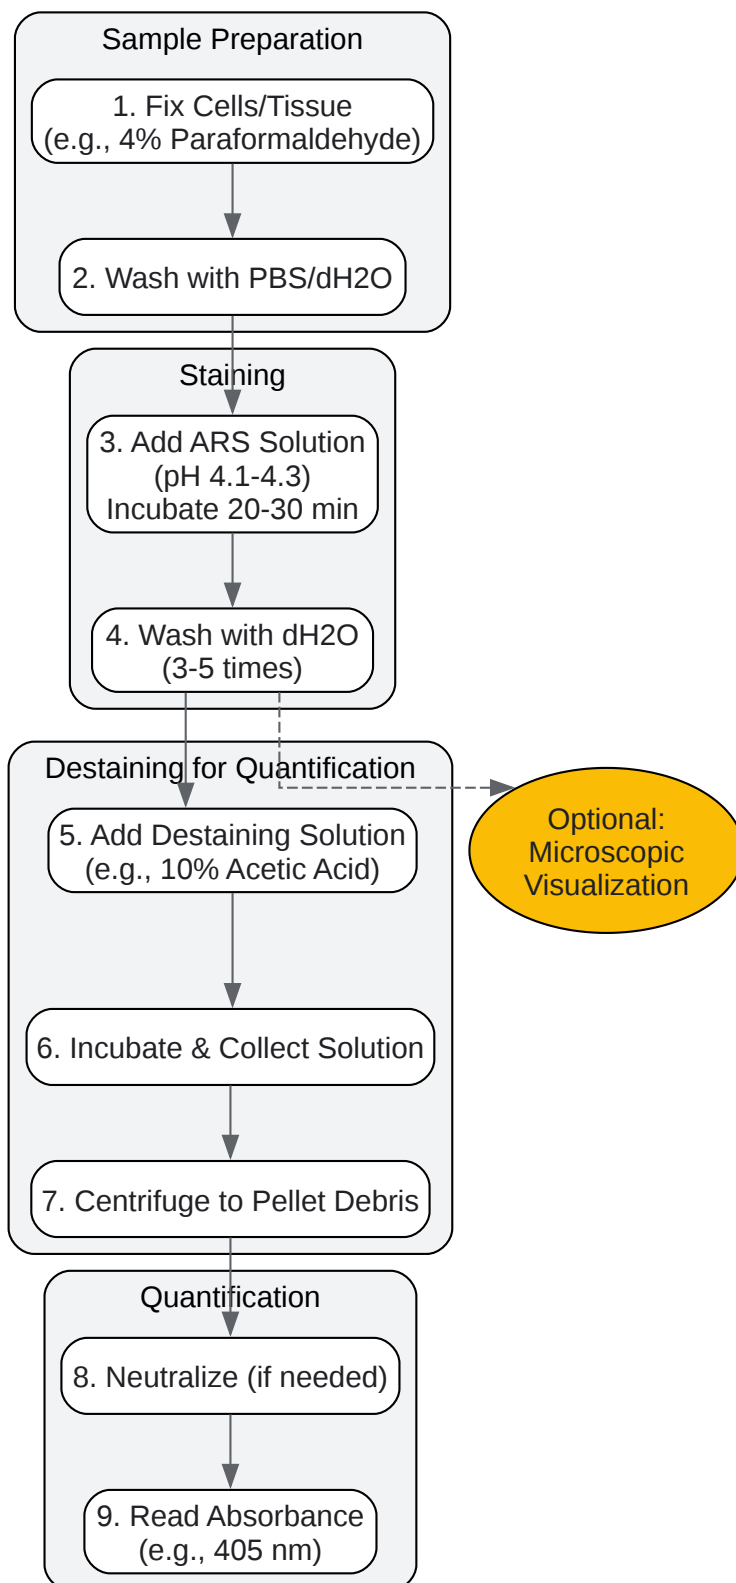 Sample Preparation
1. Fix Cells/Tissue
(e.g., 4% Paraformaldehyde)
2. Wash with PBS/dH2O
Staining
3. Add ARS Solution
(pH 4.1-4.3)
Incubate 20-30 min
4. Wash with dH2O
(3-5 times)
Destaining for Quantification
5. Add Destaining Solution
(e.g., 10% Acetic Acid)
Optional:
Microscopic
Visualization
6. Incubate & Collect Solution
7. Centrifuge to Pellet Debris
Quantification
8. Neutralize (if needed)
9. Read Absorbance
(e.g., 405 nm)